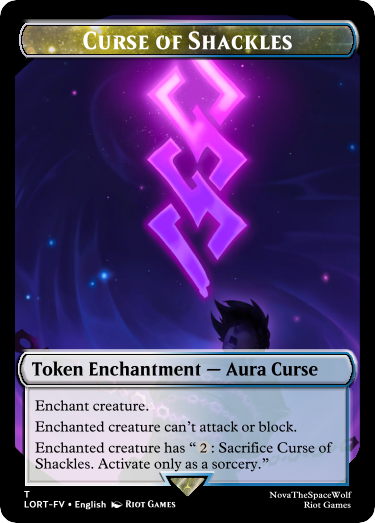 Curse of Shackles
Token Enchantment — Aura Curse
Enchant creature.
Enchanted creature can't attack or block.
Enchanted creature has “ 2 : Sacrifice Curse of
Shackles. Activate only as a sorcery.”
T
LORT-FV • English Riot Games
NovaTheSpaceWolf
Riot Games